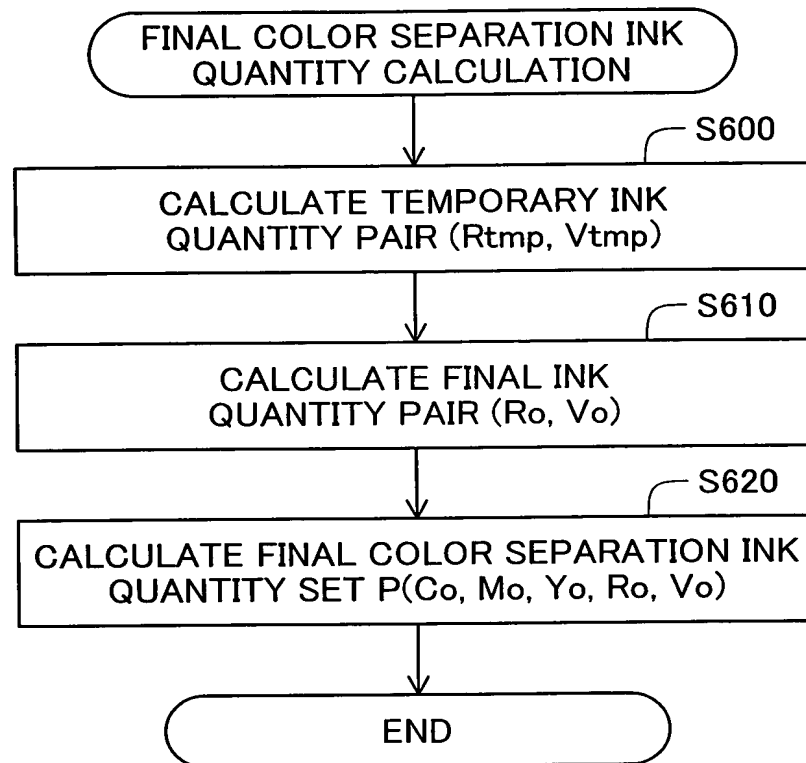 FINAL COLOR SEPARATION INK
QUANTITY CALCULATION
S600
CALCULATE TEMPORARY INK
QUANTITY PAIR (Rtmp, Vtmp)
S610
CALCULATE FINAL INK
QUANTITY PAIR (Ro, Vo)
S620
CALCULATE FINAL COLOR SEPARATION INK
QUANTITY SET P(Co, Mo, Yo, Ro, Vo)
END